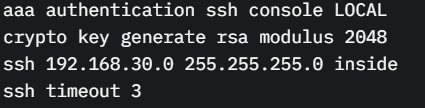 aaa authentication ssh console LOCAL
crypto key generate rsa modulus 2048
ssh 192.168.30.0 255.255.255.0 inside
ssh timeout 3